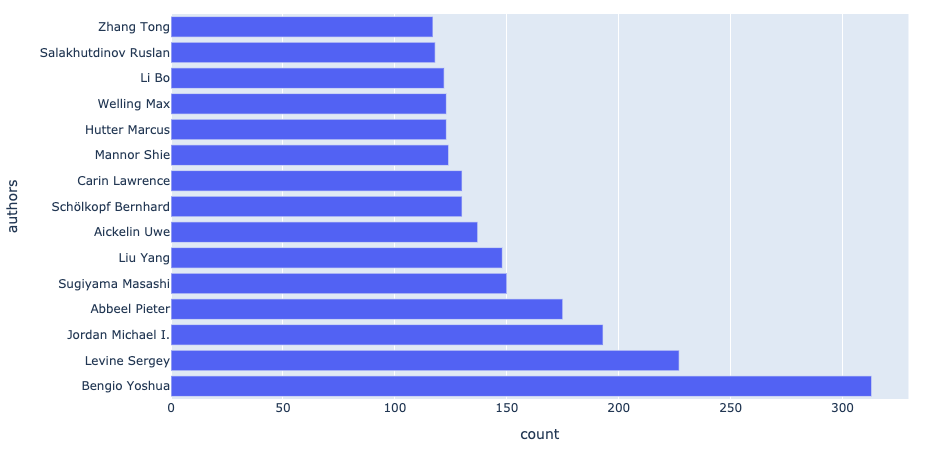 Zhang Tong
Salakhutdinov Ruslan
Li Bo
Welling Max
Hutter Marcus
Mannor Shie
Carin Lawrence
Schölkopf Bernhard
Aickelin Uwe
Liu Yang
Sugiyama Masashi
Abbeel Pieter
Jordan Michael I.
Levine Sergey
Bengio Yoshua
authors
0 50 100 150 200 250 300
count